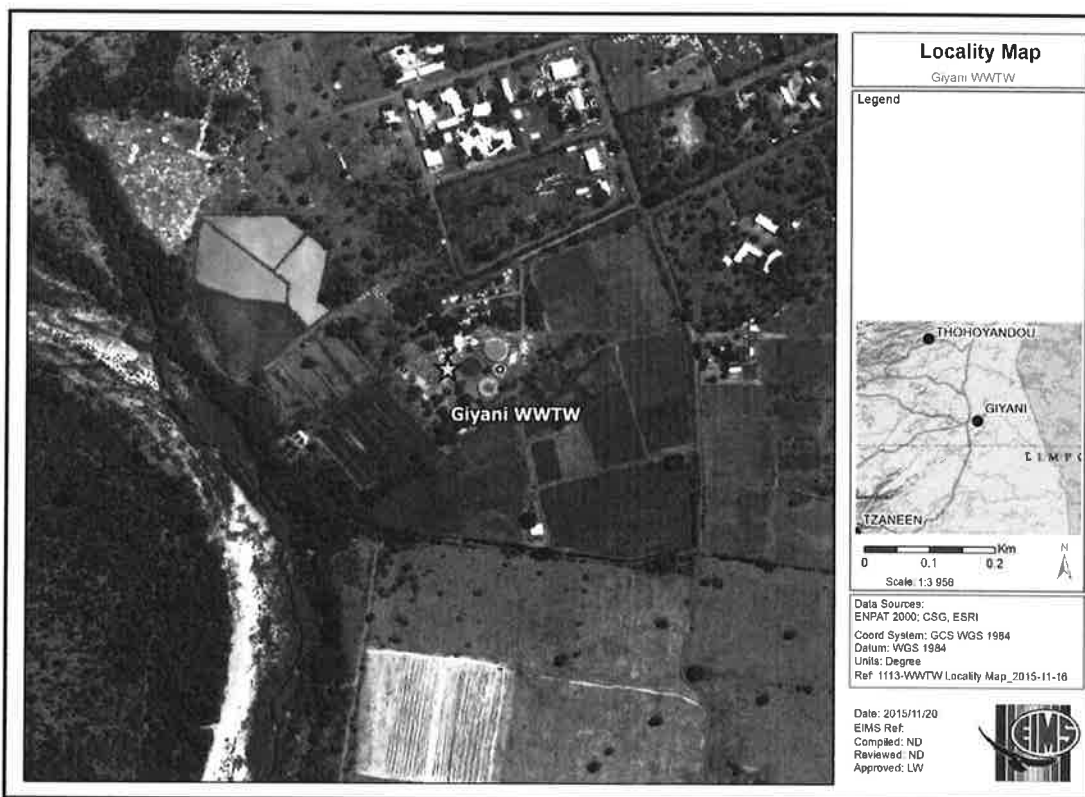 Locality Map
Giyani WWTW
Legend
Giyani WWTW
THOHOYANDOU
GIYANI
LIMPO
TZANEEN
Km
0 0.1 0.2
N
Scale: 1:3 958
Data Sources:
ENPAT 2000; CSG, ESRI
Coord System: GCS WGS 1984
Datum: WGS 1984
Units: Degree
Ref 1113-WWTW Locality Map_2015-11-16
Date: 2015/11/20
EIMS Ref:
Compiled: ND
Reviewed: ND
Approved: LW
EIMS